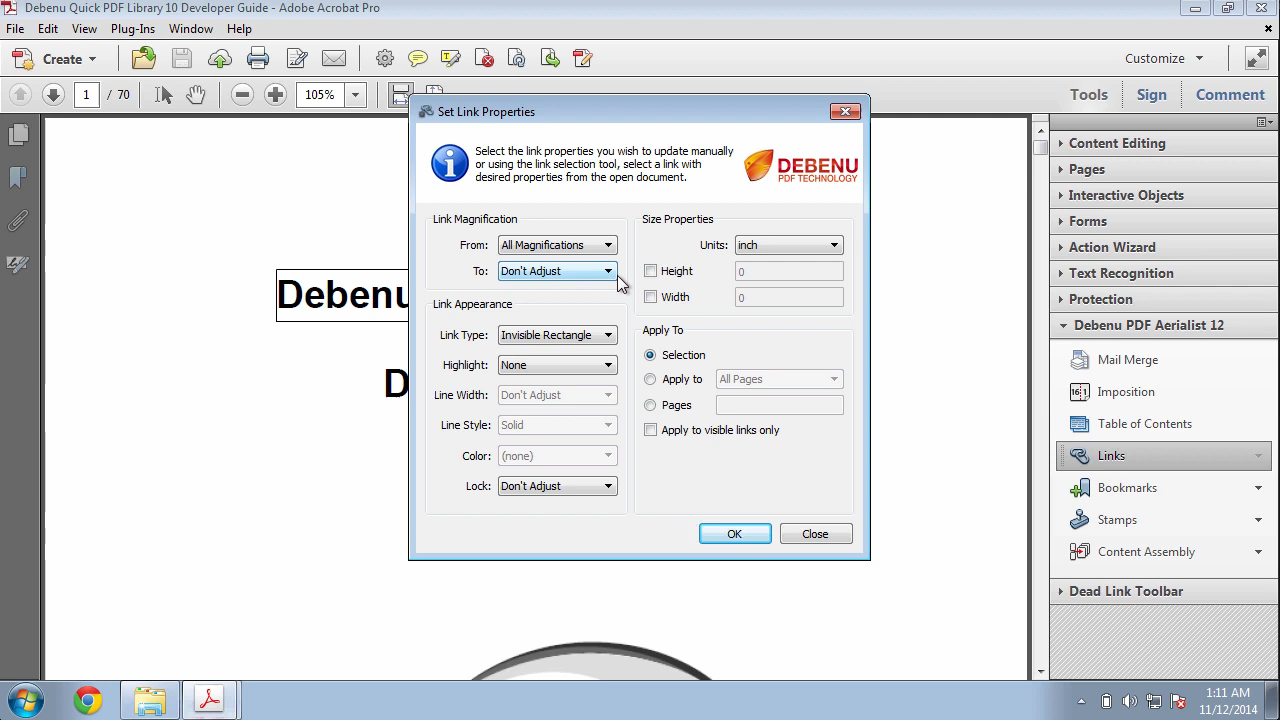 Debenu Quick PDF Library 10 Developer Guide - Adobe Acrobat Pro
File Edit View Plug-Ins Window Help
Create
Customize
1 / 70
105%
Tools Sign Comment
Set Link Properties
Select the link properties you wish to update manually
or using the link selection tool, select a link with
desired properties from the open document.
DEBENU
PDF TECHNOLOGY
Link Magnification
From: All Magnifications
To: Don't Adjust
Link Appearance
Link Type: Invisible Rectangle
Highlight: None
Line Width: Don't Adjust
Line Style: Solid
Color: (none)
Lock: Don't Adjust
Size Properties
Units: inch
Height 0
Width 0
Apply To
Selection
Apply to All Pages
Pages
Apply to visible links only
OK Close
Debenu
D
Content Editing
Pages
Interactive Objects
Forms
Action Wizard
Text Recognition
Protection
Debenu PDF Aerialist 12
Mail Merge
Imposition
Table of Contents
Links
Bookmarks
Stamps
Content Assembly
Dead Link Toolbar
1:11 AM
11/12/2014